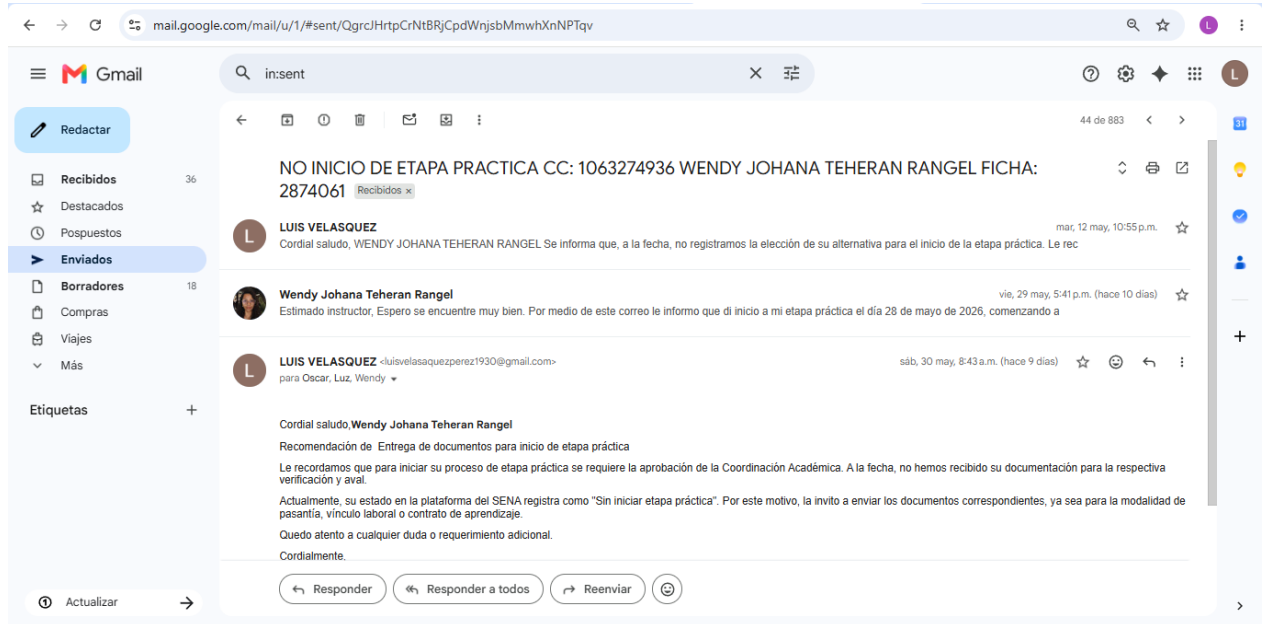 mail.google.com/mail/u/1/#sent/QgrcJHrtpCrNtBRjCpdWnjsbMmwhXnNPTqv
L
Gmail
in:sent
L
Redactar
44 de 883
31
Recibidos 36
Destacados
Pospuestos
Enviados
Borradores 18
Compras
Viajes
Más
Etiquetas
NO INICIO DE ETAPA PRACTICA CC: 1063274936 WENDY JOHANA TEHERAN RANGEL FICHA:
2874061 Recibidos ×
L
LUIS VELASQUEZ mar, 12 may, 10:55 p.m.
Cordial saludo, WENDY JOHANA TEHERAN RANGEL Se informa que, a la fecha, no registramos la elección de su alternativa para el inicio de la etapa práctica. Le rec
Wendy Johana Teheran Rangel vie, 29 may, 5:41 p.m. (hace 10 días)
Estimado instructor, Espero se encuentre muy bien. Por medio de este correo le informo que di inicio a mi etapa práctica el día 28 de mayo de 2026, comenzando a
L
LUIS VELASQUEZ <luisvelasaquezperez1930@gmail.com> sáb, 30 may, 8:43 a.m. (hace 9 días)
para Oscar, Luz, Wendy
Cordial saludo,Wendy Johana Teheran Rangel
Recomendación de Entrega de documentos para inicio de etapa práctica
Le recordamos que para iniciar su proceso de etapa práctica se requiere la aprobación de la Coordinación Académica. A la fecha, no hemos recibido su documentación para la respectiva
verificación y aval.
Actualmente, su estado en la plataforma del SENA registra como "Sin iniciar etapa práctica". Por este motivo, la invito a enviar los documentos correspondientes, ya sea para la modalidad de
pasantía, vínculo laboral o contrato de aprendizaje.
Quedo atento a cualquier duda o requerimiento adicional.
Cordialmente,
Responder
Responder a todos
Reenviar
Actualizar